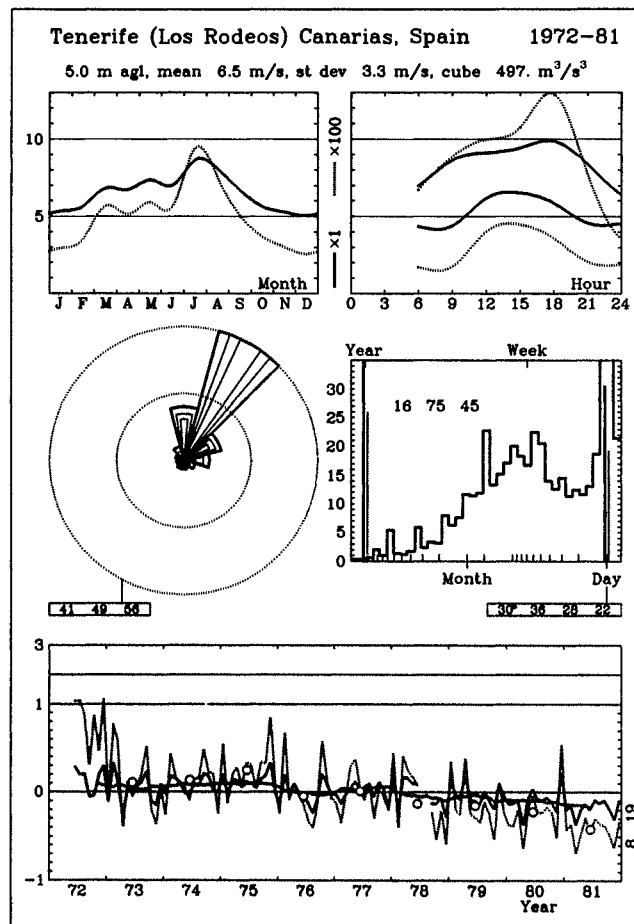 Tenerife (Los Rodeos) Canarias, Spain 1972-81
5.0 m agl, mean 6.5 m/s, st dev 3.3 m/s, cube 497. m³/s³
10
5
Month
J F M A M J J A S O N D
×100
×1
Hour
0 3 6 9 12 15 18 21 24
Year Week
35
30
25
20
15
10
5
0
16 75 45
Month Day
41 49 56
30° 36 28 22
3
1
0
-1
8 19
72 73 74 75 76 77 78 79 80 81
Year